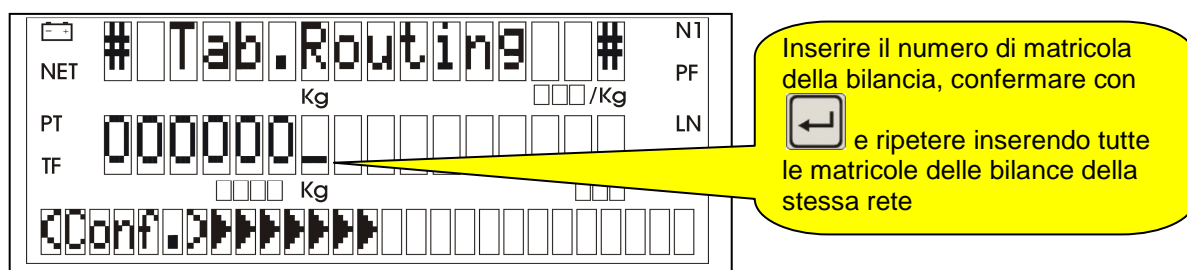 # Tab.Routing #
N1
NET
PF
Kg
/Kg
PT
000000_
LN
TF
Kg
<Conf.>
Inserire il numero di matricola
della bilancia, confermare con
e ripetere inserendo tutte
le matricole delle bilance della
stessa rete